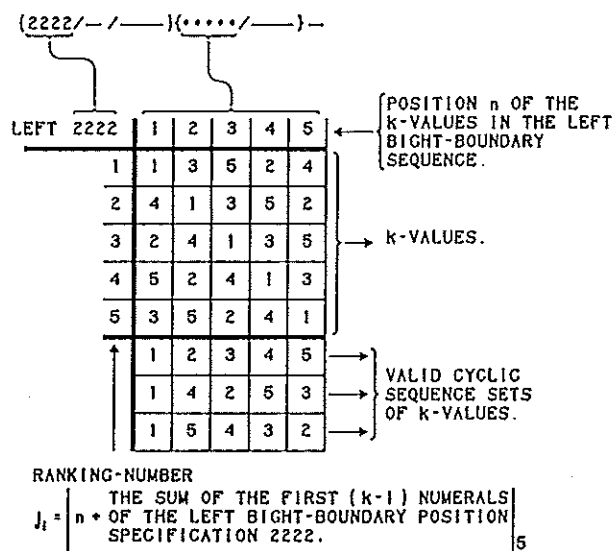 (2222/—/——){•••••/——}—
LEFT 2222 1 2 3 4 5
POSITION n OF THE
k-VALUES IN THE LEFT
BIGHT-BOUNDARY
SEQUENCE.
1 1 3 5 2 4
2 4 1 3 5 2
3 2 4 1 3 5
k-VALUES.
4 5 2 4 1 3
5 3 5 2 4 1
1 2 3 4 5
1 4 2 5 3
1 5 4 3 2
VALID CYCLIC
SEQUENCE SETS
OF k-VALUES.
RANKING-NUMBER
THE SUM OF THE FIRST (k-1) NUMERALS
j₁ = | n + OF THE LEFT BIGHT-BOUNDARY POSITION
SPECIFICATION 2222. |5